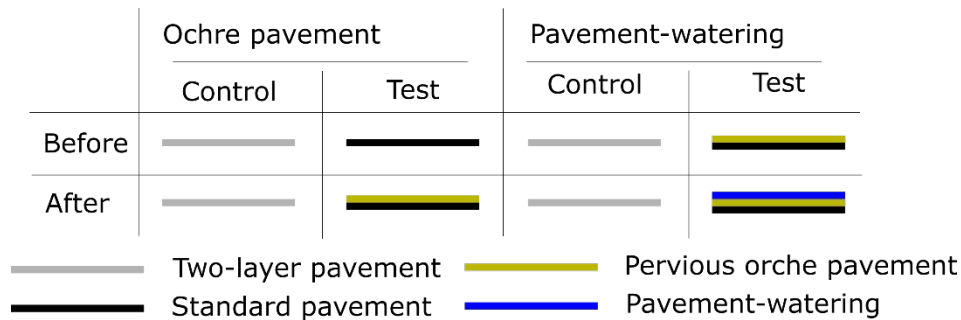 Ochre pavement Pavement-watering
Control Test Control Test
Before
After
Two-layer pavement Pervious orche pavement
Standard pavement Pavement-watering